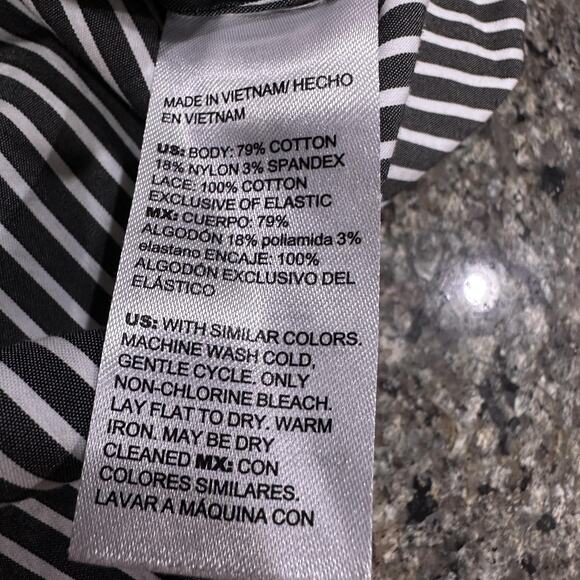 MADE IN VIETNAM/ HECHO
EN VIETNAM
US: BODY: 79% COTTON
18% NYLON 3% SPANDEX
LACE: 100% COTTON
EXCLUSIVE OF ELASTIC
MX: CUERPO: 79%
ALGODÓN 18% poliamida 3%
elastano ENCAJE: 100%
ALGODÓN EXCLUSIVO DEL
ELÁSTICO
US: WITH SIMILAR COLORS.
MACHINE WASH COLD,
GENTLE CYCLE. ONLY
NON-CHLORINE BLEACH.
LAY FLAT TO DRY. WARM
IRON. MAY BE DRY
CLEANED MX: CON
COLORES SIMILARES.
LAVAR A MÁQUINA CON